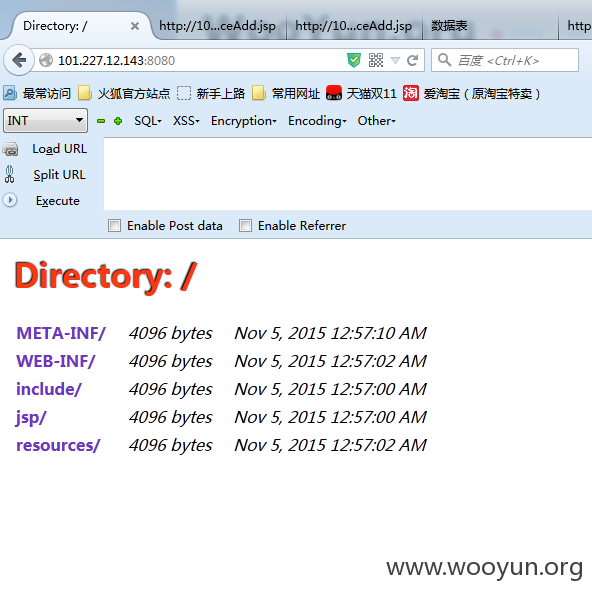 Directory: /
http://10...ceAdd.jsp
http://10...ceAdd.jsp
数据表
http
101.227.12.143:8080
百度 <Ctrl+K>
最常访问 火狐官方站点 新手上路 常用网址 天猫双11 淘 爱淘宝（原淘宝特卖）
INT SQL XSS Encryption Encoding Other
Load URL
Split URL
Execute
Enable Post data Enable Referrer
Directory: /
META-INF/ 4096 bytes Nov 5, 2015 12:57:10 AM
WEB-INF/ 4096 bytes Nov 5, 2015 12:57:02 AM
include/ 4096 bytes Nov 5, 2015 12:57:00 AM
jsp/ 4096 bytes Nov 5, 2015 12:57:00 AM
resources/ 4096 bytes Nov 5, 2015 12:57:02 AM
www.wooyun.org